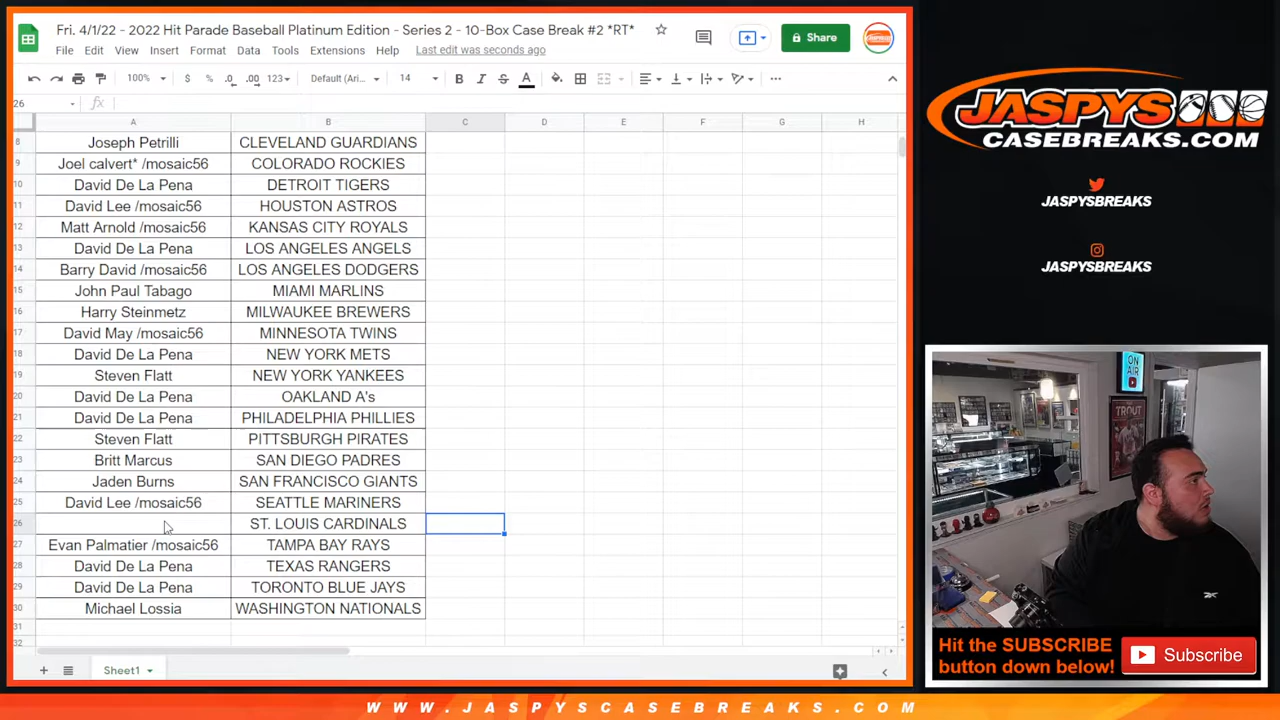 Fri. 4/1/22 - 2022 Hit Parade Baseball Platinum Edition - Series 2 - 10-Box Case Break #2 *RT*
File Edit View Insert Format Data Tools Extensions Help Last edit was seconds ago
Share
100% $ % .0 .00 123 Default (Ari... 14 B I S A
26 fx
A B C D E F G H
8 Joseph Petrilli CLEVELAND GUARDIANS
9 Joel calvert* /mosaic56 COLORADO ROCKIES
10 David De La Pena DETROIT TIGERS
11 David Lee /mosaic56 HOUSTON ASTROS
12 Matt Arnold /mosaic56 KANSAS CITY ROYALS
13 David De La Pena LOS ANGELES ANGELS
14 Barry David /mosaic56 LOS ANGELES DODGERS
15 John Paul Tabago MIAMI MARLINS
16 Harry Steinmetz MILWAUKEE BREWERS
17 David May /mosaic56 MINNESOTA TWINS
18 David De La Pena NEW YORK METS
19 Steven Flatt NEW YORK YANKEES
20 David De La Pena OAKLAND A's
21 David De La Pena PHILADELPHIA PHILLIES
22 Steven Flatt PITTSBURGH PIRATES
23 Britt Marcus SAN DIEGO PADRES
24 Jaden Burns SAN FRANCISCO GIANTS
25 David Lee /mosaic56 SEATTLE MARINERS
26 ST. LOUIS CARDINALS
27 Evan Palmatier /mosaic56 TAMPA BAY RAYS
28 David De La Pena TEXAS RANGERS
29 David De La Pena TORONTO BLUE JAYS
30 Michael Lossia WASHINGTON NATIONALS
31
32
Sheet1
JASPYS
CASEBREAKS.COM
JASPYSBREAKS
JASPYSBREAKS
ON
AIR
TROUT
Hit the SUBSCRIBE
button down below!
Subscribe
WWW.JASPYSCASEBREAKS.COM